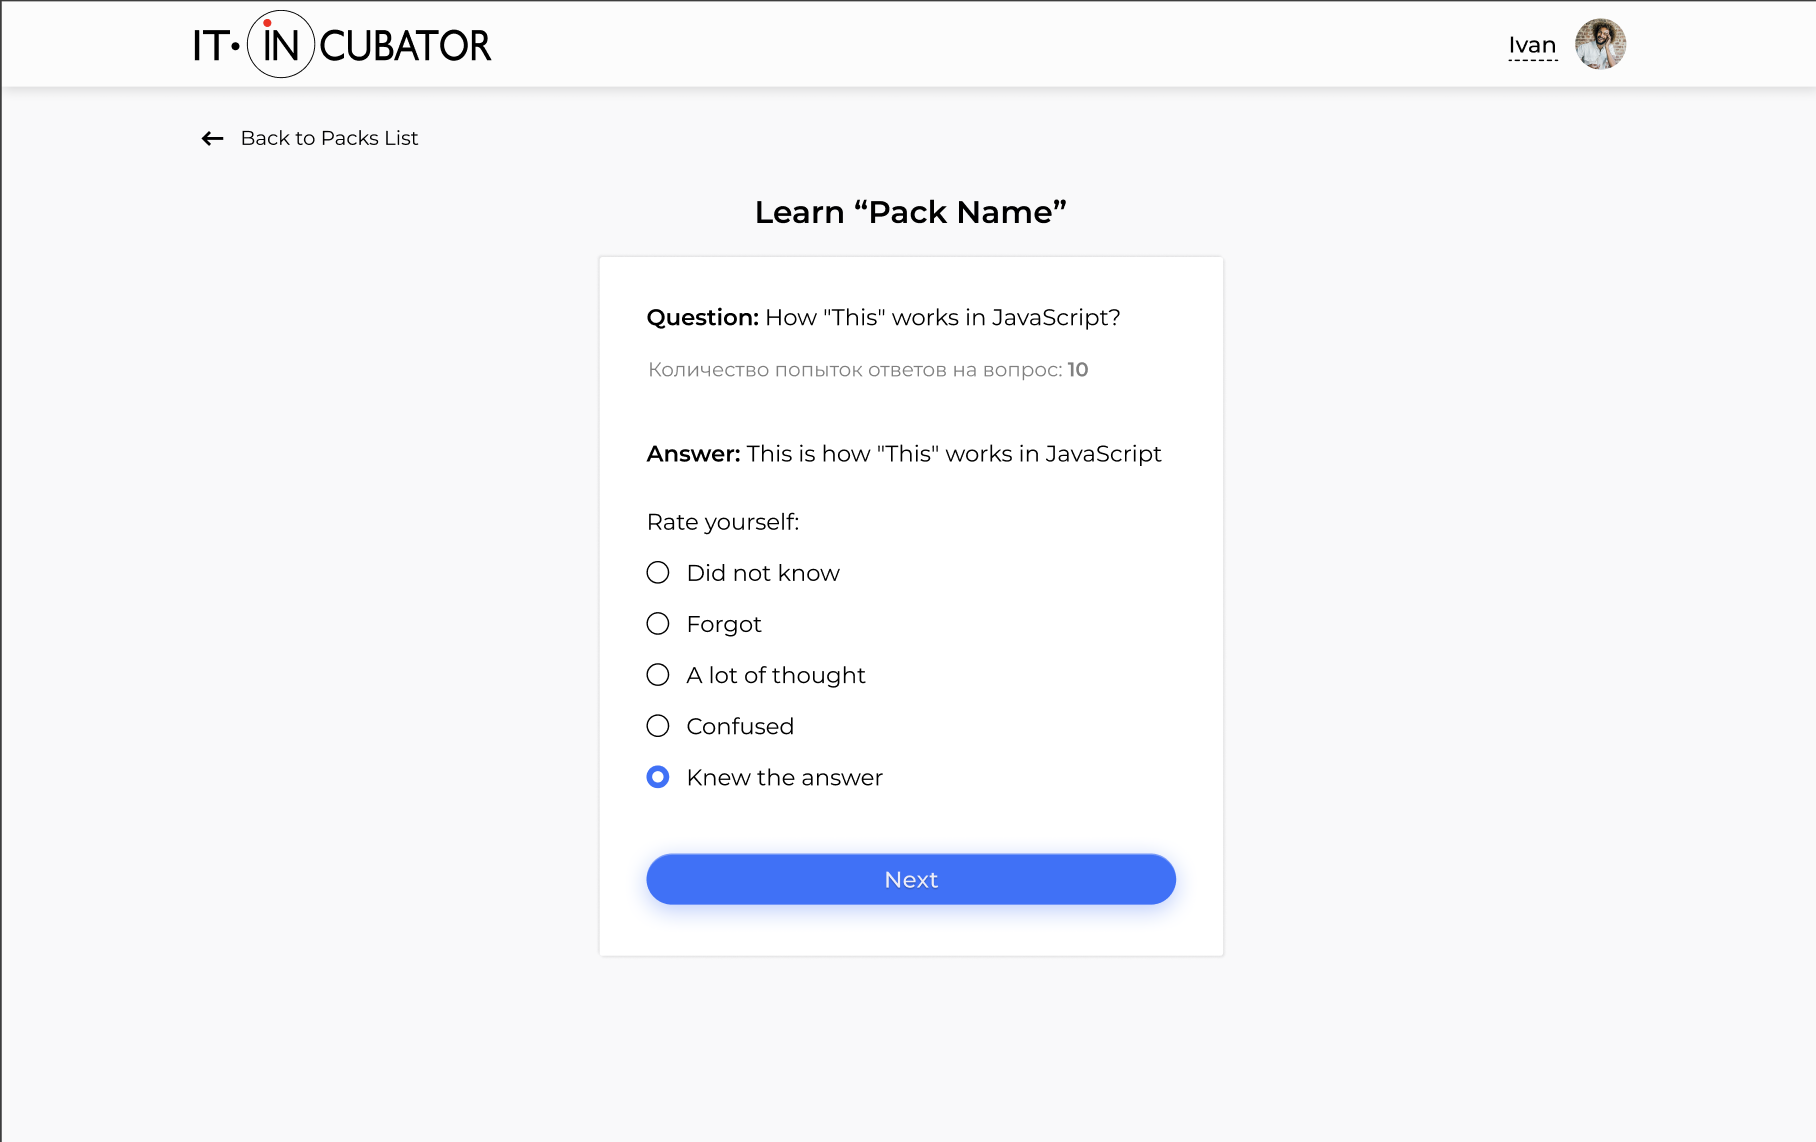 IT·INCUBATOR
Ivan
Back to Packs List
Learn “Pack Name”
Question: How "This" works in JavaScript?
Количество попыток ответов на вопрос: 10
Answer: This is how "This" works in JavaScript
Rate yourself:
Did not know
Forgot
A lot of thought
Confused
Knew the answer
Next